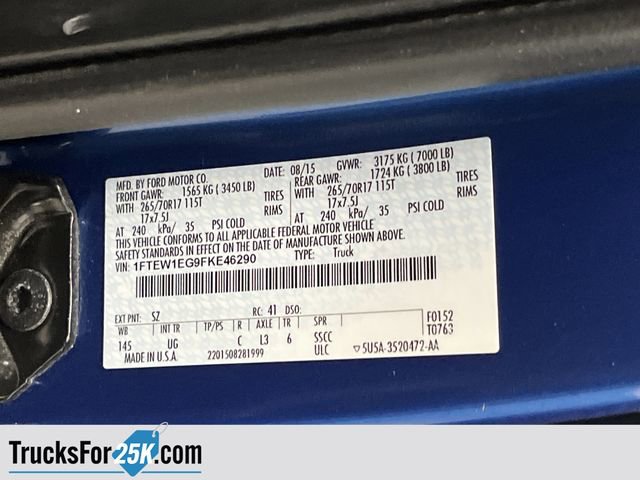 MFD. BY FORD MOTOR CO. DATE: 08/15 GVWR: 3175 KG ( 7000 LB)
FRONT GAWR: 1565 KG ( 3450 LB) REAR GAWR: 1724 KG ( 3800 LB)
WITH 265/70R17 115T TIRES WITH 265/70R17 115T TIRES
17x7.5J RIMS 17x7.5J RIMS
AT 240 kPa/ 35 PSI COLD AT 240 kPa/ 35 PSI COLD
THIS VEHICLE CONFORMS TO ALL APPLICABLE FEDERAL MOTOR VEHICLE
SAFETY STANDARDS IN EFFECT ON THE DATE OF MANUFACTURE SHOWN ABOVE.
VIN: 1FTEW1EG9FKE46290 TYPE: Truck
EXT PNT: SZ RC: 41 DSO: F0152
WB INT TR TP/PS R AXLE TR SPR T0763
145 UG C L3 6 SSCC
MADE IN U.S.A. 2201508281999 ULC ▽5U5A-3520472-AA
TrucksFor25K.com